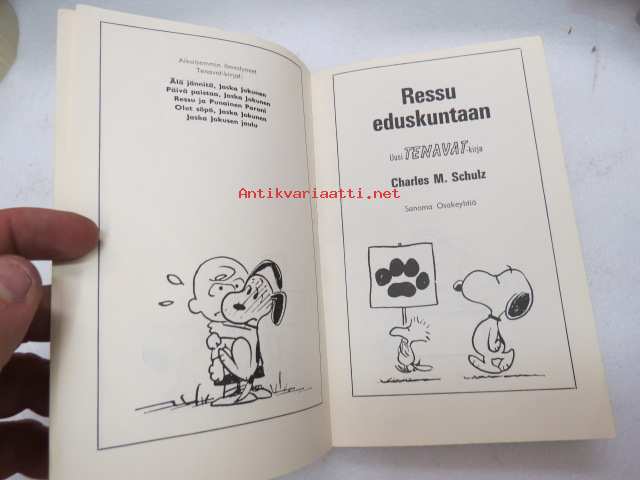 Aikaisemmin ilmestyneet
Tenavat-kirjat:
Älä jännitä, Jaska Jokunen
Päivä paistaa, Jaska Jokunen
Ressu ja Punainen Parooni
Olet söpö, Jaska Jokunen
Jaska Jokusen joulu
Ressu
eduskuntaan
Uusi TENAVAT-kirja
Charles M. Schulz
Sanoma Osakeyhtiö
Antikvariaatti.net